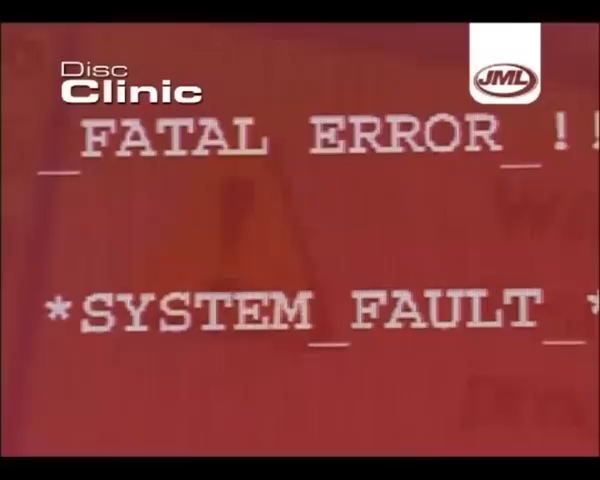 Disc
Clinic
JML
_FATAL ERROR_!!
*SYSTEM_FAULT_*